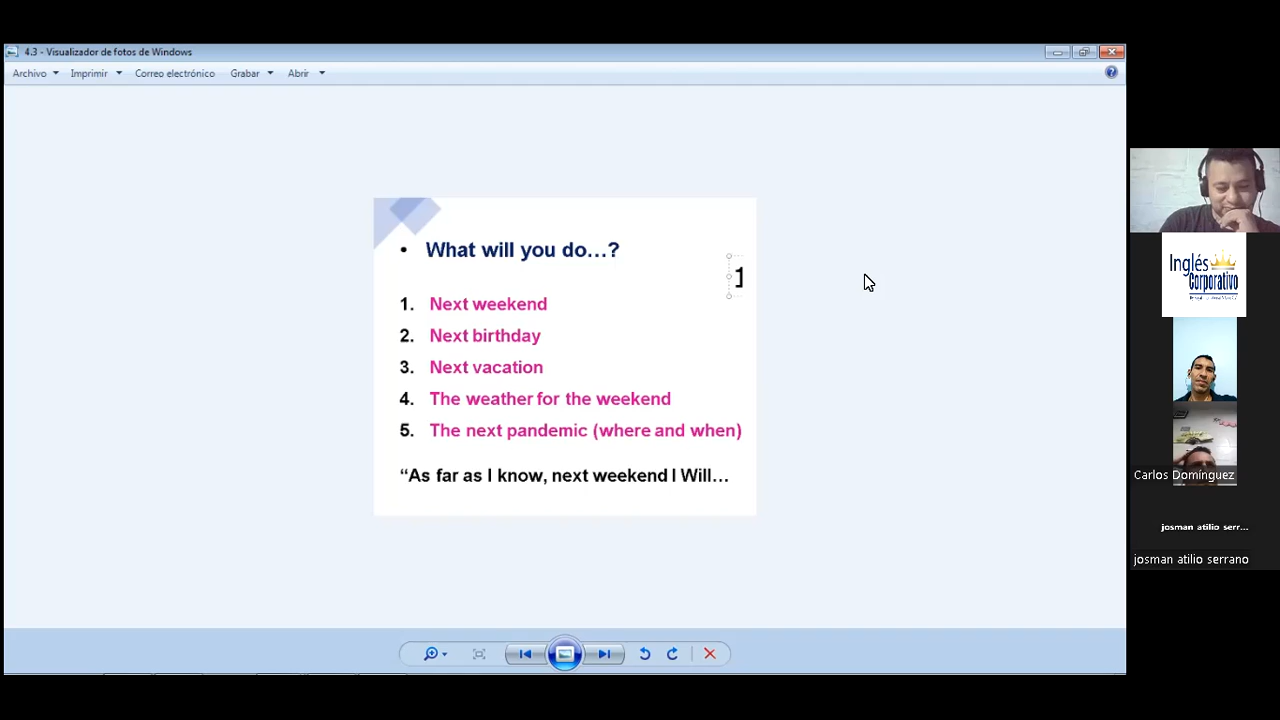 4.3 - Visualizador de fotos de Windows
Archivo Imprimir Correo electrónico Grabar Abrir
• What will you do…?
1
1. Next weekend
2. Next birthday
3. Next vacation
4. The weather for the weekend
5. The next pandemic (where and when)
“As far as I know, next weekend I Will…
Inglés
Corporativo
Carlos Domínguez
josman atilio serr...
josman atilio serrano